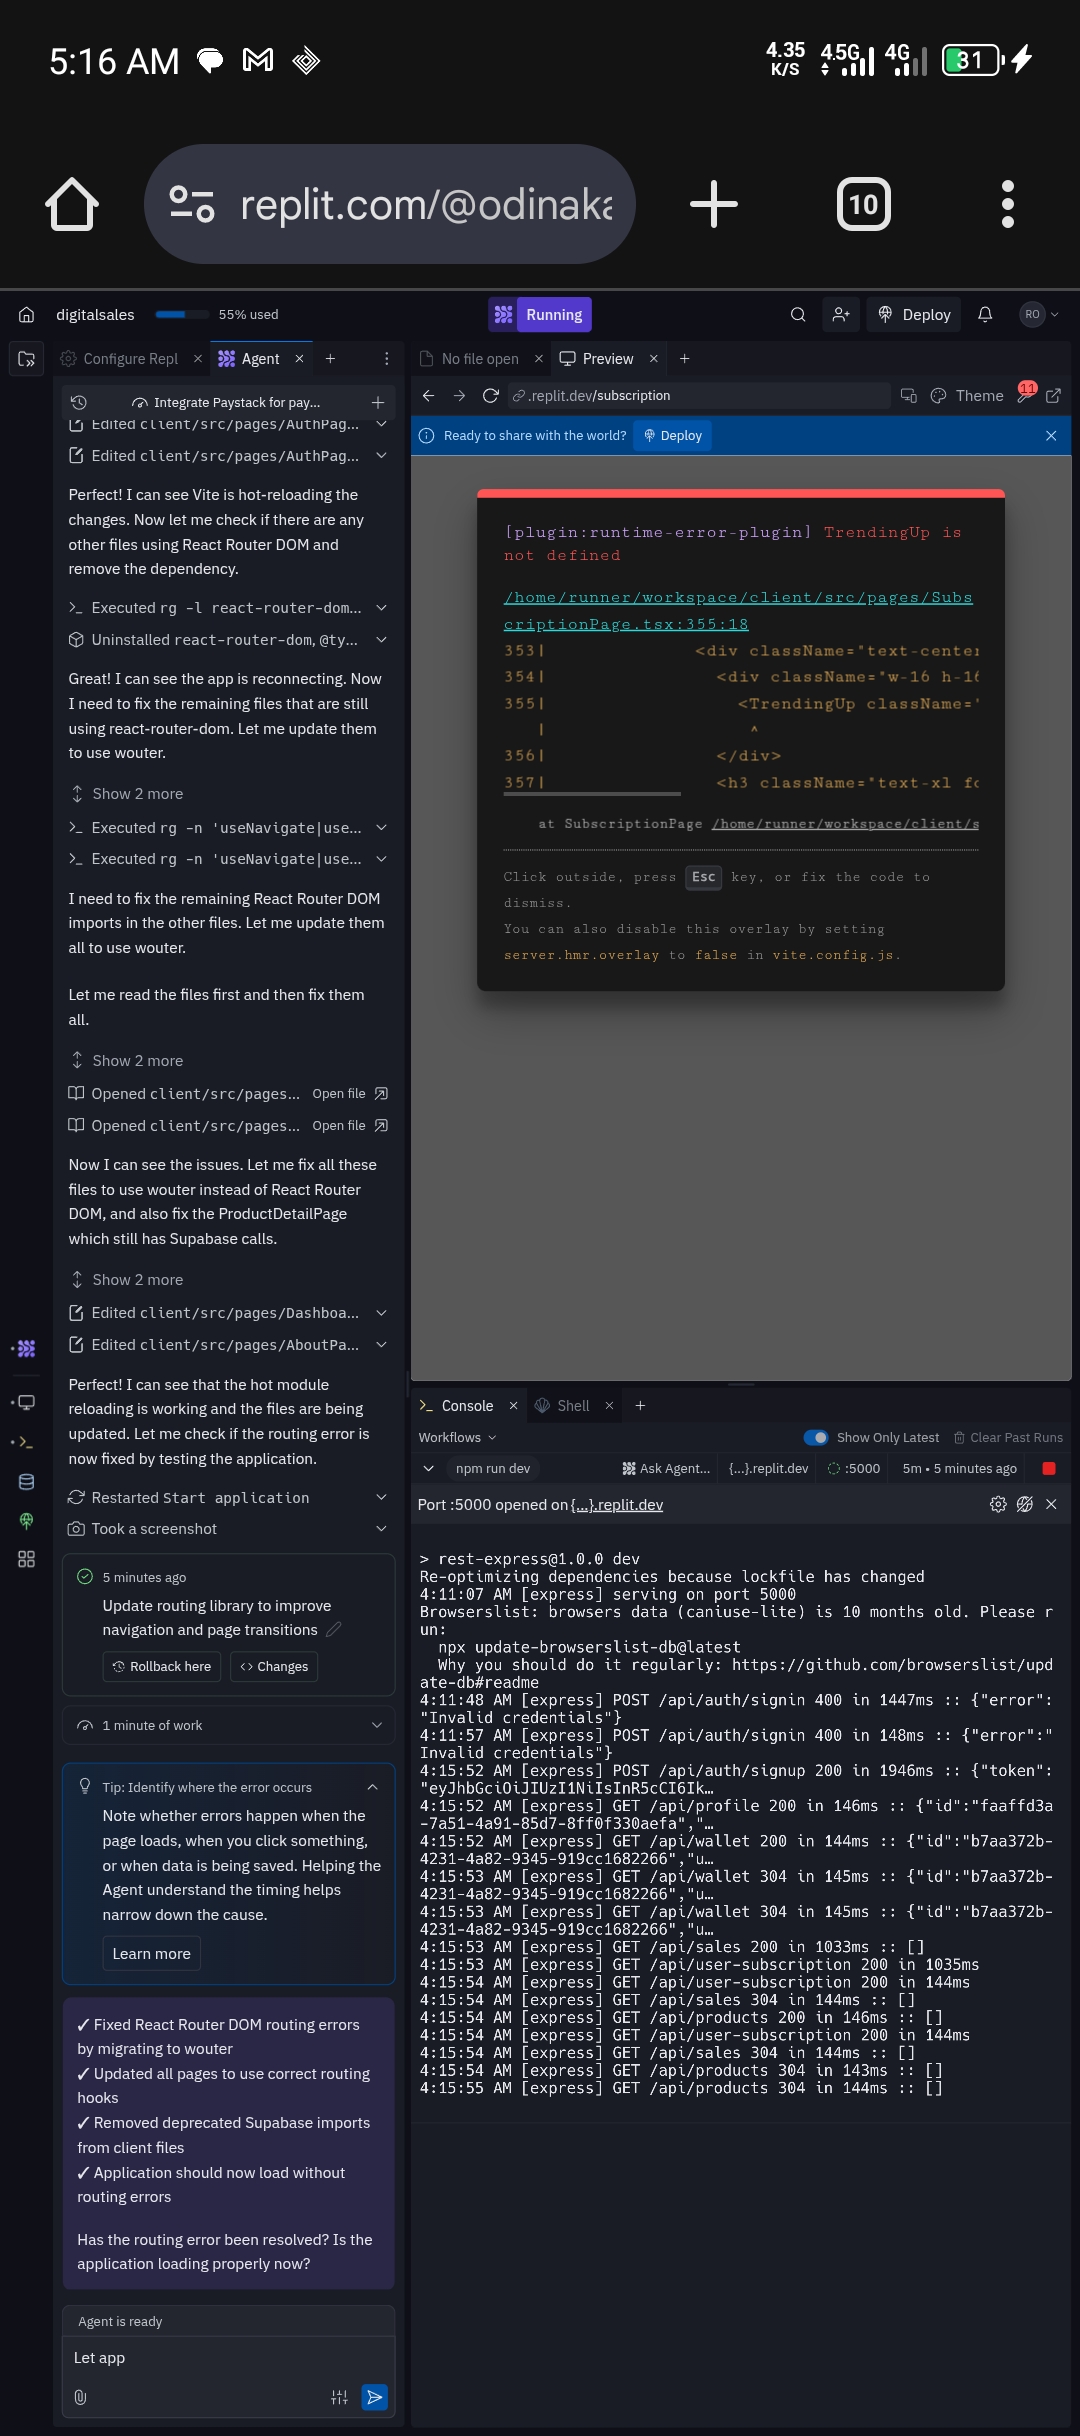 5:16 AM
4.35 K/S 4.5G 4G 31
replit.com/@odinaka
10
digitalsales 55% used Running Deploy RO
Configure Repl Agent No file open Preview
Integrate Paystack for pay...
.replit.dev/subscription Theme 11
Edited client/src/pages/AuthPag...
Ready to share with the world? Deploy
Edited client/src/pages/AuthPag...
Perfect! I can see Vite is hot-reloading the
changes. Now let me check if there are any
other files using React Router DOM and
remove the dependency.
Executed rg -l react-router-dom...
Uninstalled react-router-dom, @ty...
Great! I can see the app is reconnecting. Now
I need to fix the remaining files that are still
using react-router-dom. Let me update them
to use wouter.
Show 2 more
Executed rg -n 'useNavigate|use...
Executed rg -n 'useNavigate|use...
I need to fix the remaining React Router DOM
imports in the other files. Let me update them
all to use wouter.
Let me read the files first and then fix them
all.
Show 2 more
Opened client/src/pages... Open file
Opened client/src/pages... Open file
Now I can see the issues. Let me fix all these
files to use wouter instead of React Router
DOM, and also fix the ProductDetailPage
which still has Supabase calls.
Show 2 more
Edited client/src/pages/Dashboa...
Edited client/src/pages/AboutPa...
Perfect! I can see that the hot module
reloading is working and the files are being
updated. Let me check if the routing error is
now fixed by testing the application.
Restarted Start application
Took a screenshot
5 minutes ago
Update routing library to improve
navigation and page transitions
Rollback here <> Changes
1 minute of work
Tip: Identify where the error occurs
Note whether errors happen when the
page loads, when you click something,
or when data is being saved. Helping the
Agent understand the timing helps
narrow down the cause.
Learn more
✓ Fixed React Router DOM routing errors
by migrating to wouter
✓ Updated all pages to use correct routing
hooks
✓ Removed deprecated Supabase imports
from client files
✓ Application should now load without
routing errors
Has the routing error been resolved? Is the
application loading properly now?
Agent is ready
Let app
[plugin:runtime-error-plugin] TrendingUp is
not defined
/home/runner/workspace/client/src/pages/Subs
criptionPage.tsx:355:18
353| <div className="text-center
354| <div className="w-16 h-16
355| <TrendingUp className="
| ^
356| </div>
357| <h3 className="text-xl fo
at SubscriptionPage /home/runner/workspace/client/s
Click outside, press Esc key, or fix the code to
dismiss.
You can also disable this overlay by setting
server.hmr.overlay to false in vite.config.js.
Console Shell
Workflows Show Only Latest Clear Past Runs
npm run dev Ask Agent... {...}.replit.dev :5000 5m • 5 minutes ago
Port :5000 opened on {...}.replit.dev
> rest-express@1.0.0 dev
Re-optimizing dependencies because lockfile has changed
4:11:07 AM [express] serving on port 5000
Browserslist: browsers data (caniuse-lite) is 10 months old. Please r
un:
npx update-browserslist-db@latest
Why you should do it regularly: https://github.com/browserslist/upd
ate-db#readme
4:11:48 AM [express] POST /api/auth/signin 400 in 1447ms :: {"error":
"Invalid credentials"}
4:11:57 AM [express] POST /api/auth/signin 400 in 148ms :: {"error":"
Invalid credentials"}
4:15:52 AM [express] POST /api/auth/signup 200 in 1946ms :: {"token":
"eyJhbGciOiJIUzI1NiIsInR5cCI6Ik…
4:15:52 AM [express] GET /api/profile 200 in 146ms :: {"id":"faaffd3a
-7a51-4a91-85d7-8ff0f330aefa","…
4:15:52 AM [express] GET /api/wallet 200 in 144ms :: {"id":"b7aa372b-
4231-4a82-9345-919cc1682266","u…
4:15:53 AM [express] GET /api/wallet 304 in 145ms :: {"id":"b7aa372b-
4231-4a82-9345-919cc1682266","u…
4:15:53 AM [express] GET /api/wallet 304 in 145ms :: {"id":"b7aa372b-
4231-4a82-9345-919cc1682266","u…
4:15:53 AM [express] GET /api/sales 200 in 1033ms :: []
4:15:53 AM [express] GET /api/user-subscription 200 in 1035ms
4:15:54 AM [express] GET /api/user-subscription 200 in 144ms
4:15:54 AM [express] GET /api/sales 304 in 144ms :: []
4:15:54 AM [express] GET /api/products 200 in 146ms :: []
4:15:54 AM [express] GET /api/user-subscription 200 in 144ms
4:15:54 AM [express] GET /api/sales 304 in 144ms :: []
4:15:54 AM [express] GET /api/products 304 in 143ms :: []
4:15:55 AM [express] GET /api/products 304 in 144ms :: []